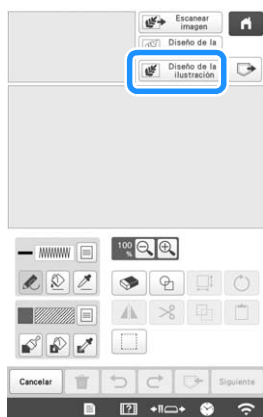 Escanear
imagen
Diseño de la
Diseño de la
ilustración
100
%
Cancelar
Siguiente